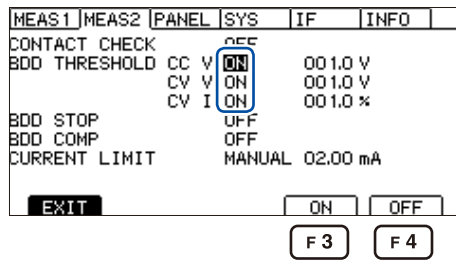 MEAS1 MEAS2 PANEL SYS IF INFO
CONTACT CHECK OFF
BDD THRESHOLD CC V ON 001.0 V
CV V ON 001.0 V
CV I ON 001.0 %
BDD STOP OFF
BDD COMP OFF
CURRENT LIMIT MANUAL 02.00 mA
EXIT ON OFF
F3 F4